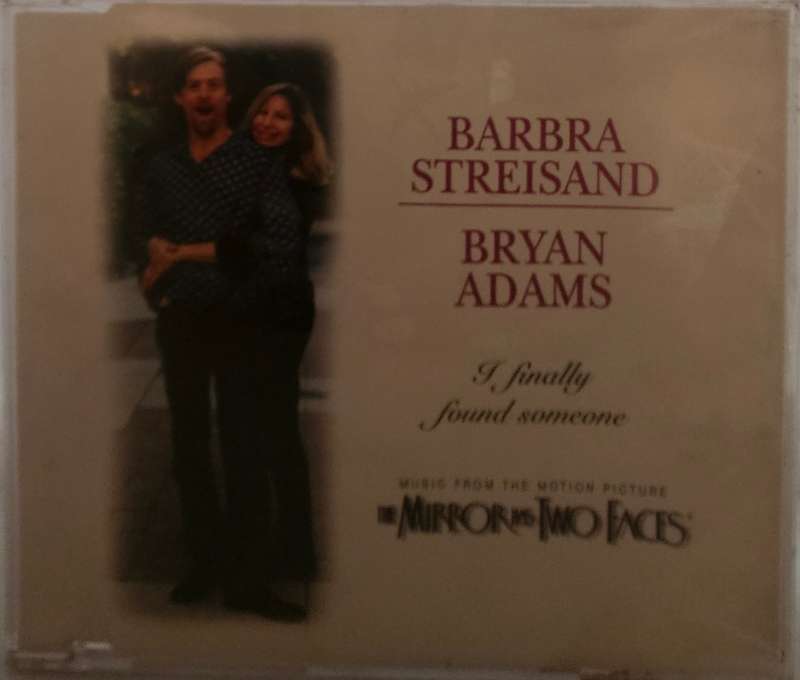 BARBRA
STREISAND
BRYAN
ADAMS
I finally
found someone
MUSIC FROM THE MOTION PICTURE
THE MIRROR HAS TWO FACES